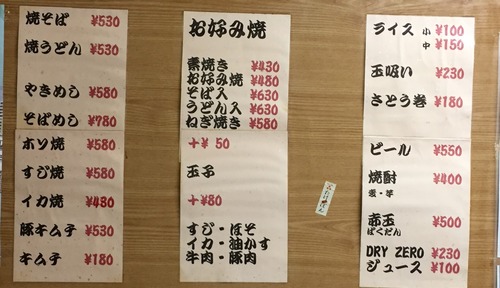 焼そば ¥530
焼うどん ¥530
やきめし ¥580
そばめし ¥780
ホソ焼 ¥580
すじ焼 ¥580
イカ焼 ¥480
豚キムチ ¥530
キムチ ¥180
お好み焼
素焼き ¥430
お好み焼 ¥480
そば入 ¥630
うどん入 ¥630
ねぎ焼き ¥580
+¥50
玉子
+¥80
すじ・ほそ
イカ・油かす
牛肉・豚肉
ライス 小 ¥100
中 ¥150
玉吸い ¥230
さとう巻 ¥180
ビール ¥550
焼酎 ¥400
麦・芋
赤玉 ¥500
ばくだん
DRY ZERO ¥230
ジュース ¥100